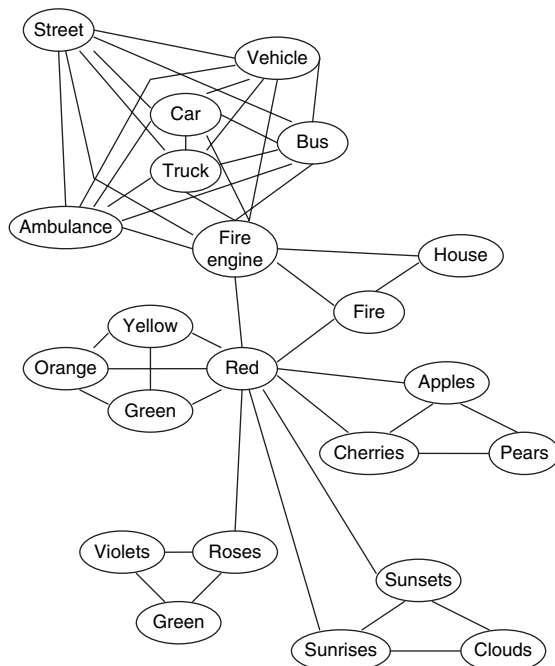 Street
Vehicle
Car
Bus
Truck
Ambulance
Fire
engine
House
Fire
Yellow
Orange
Red
Green
Apples
Cherries
Pears
Violets
Roses
Green
Sunsets
Sunrises
Clouds